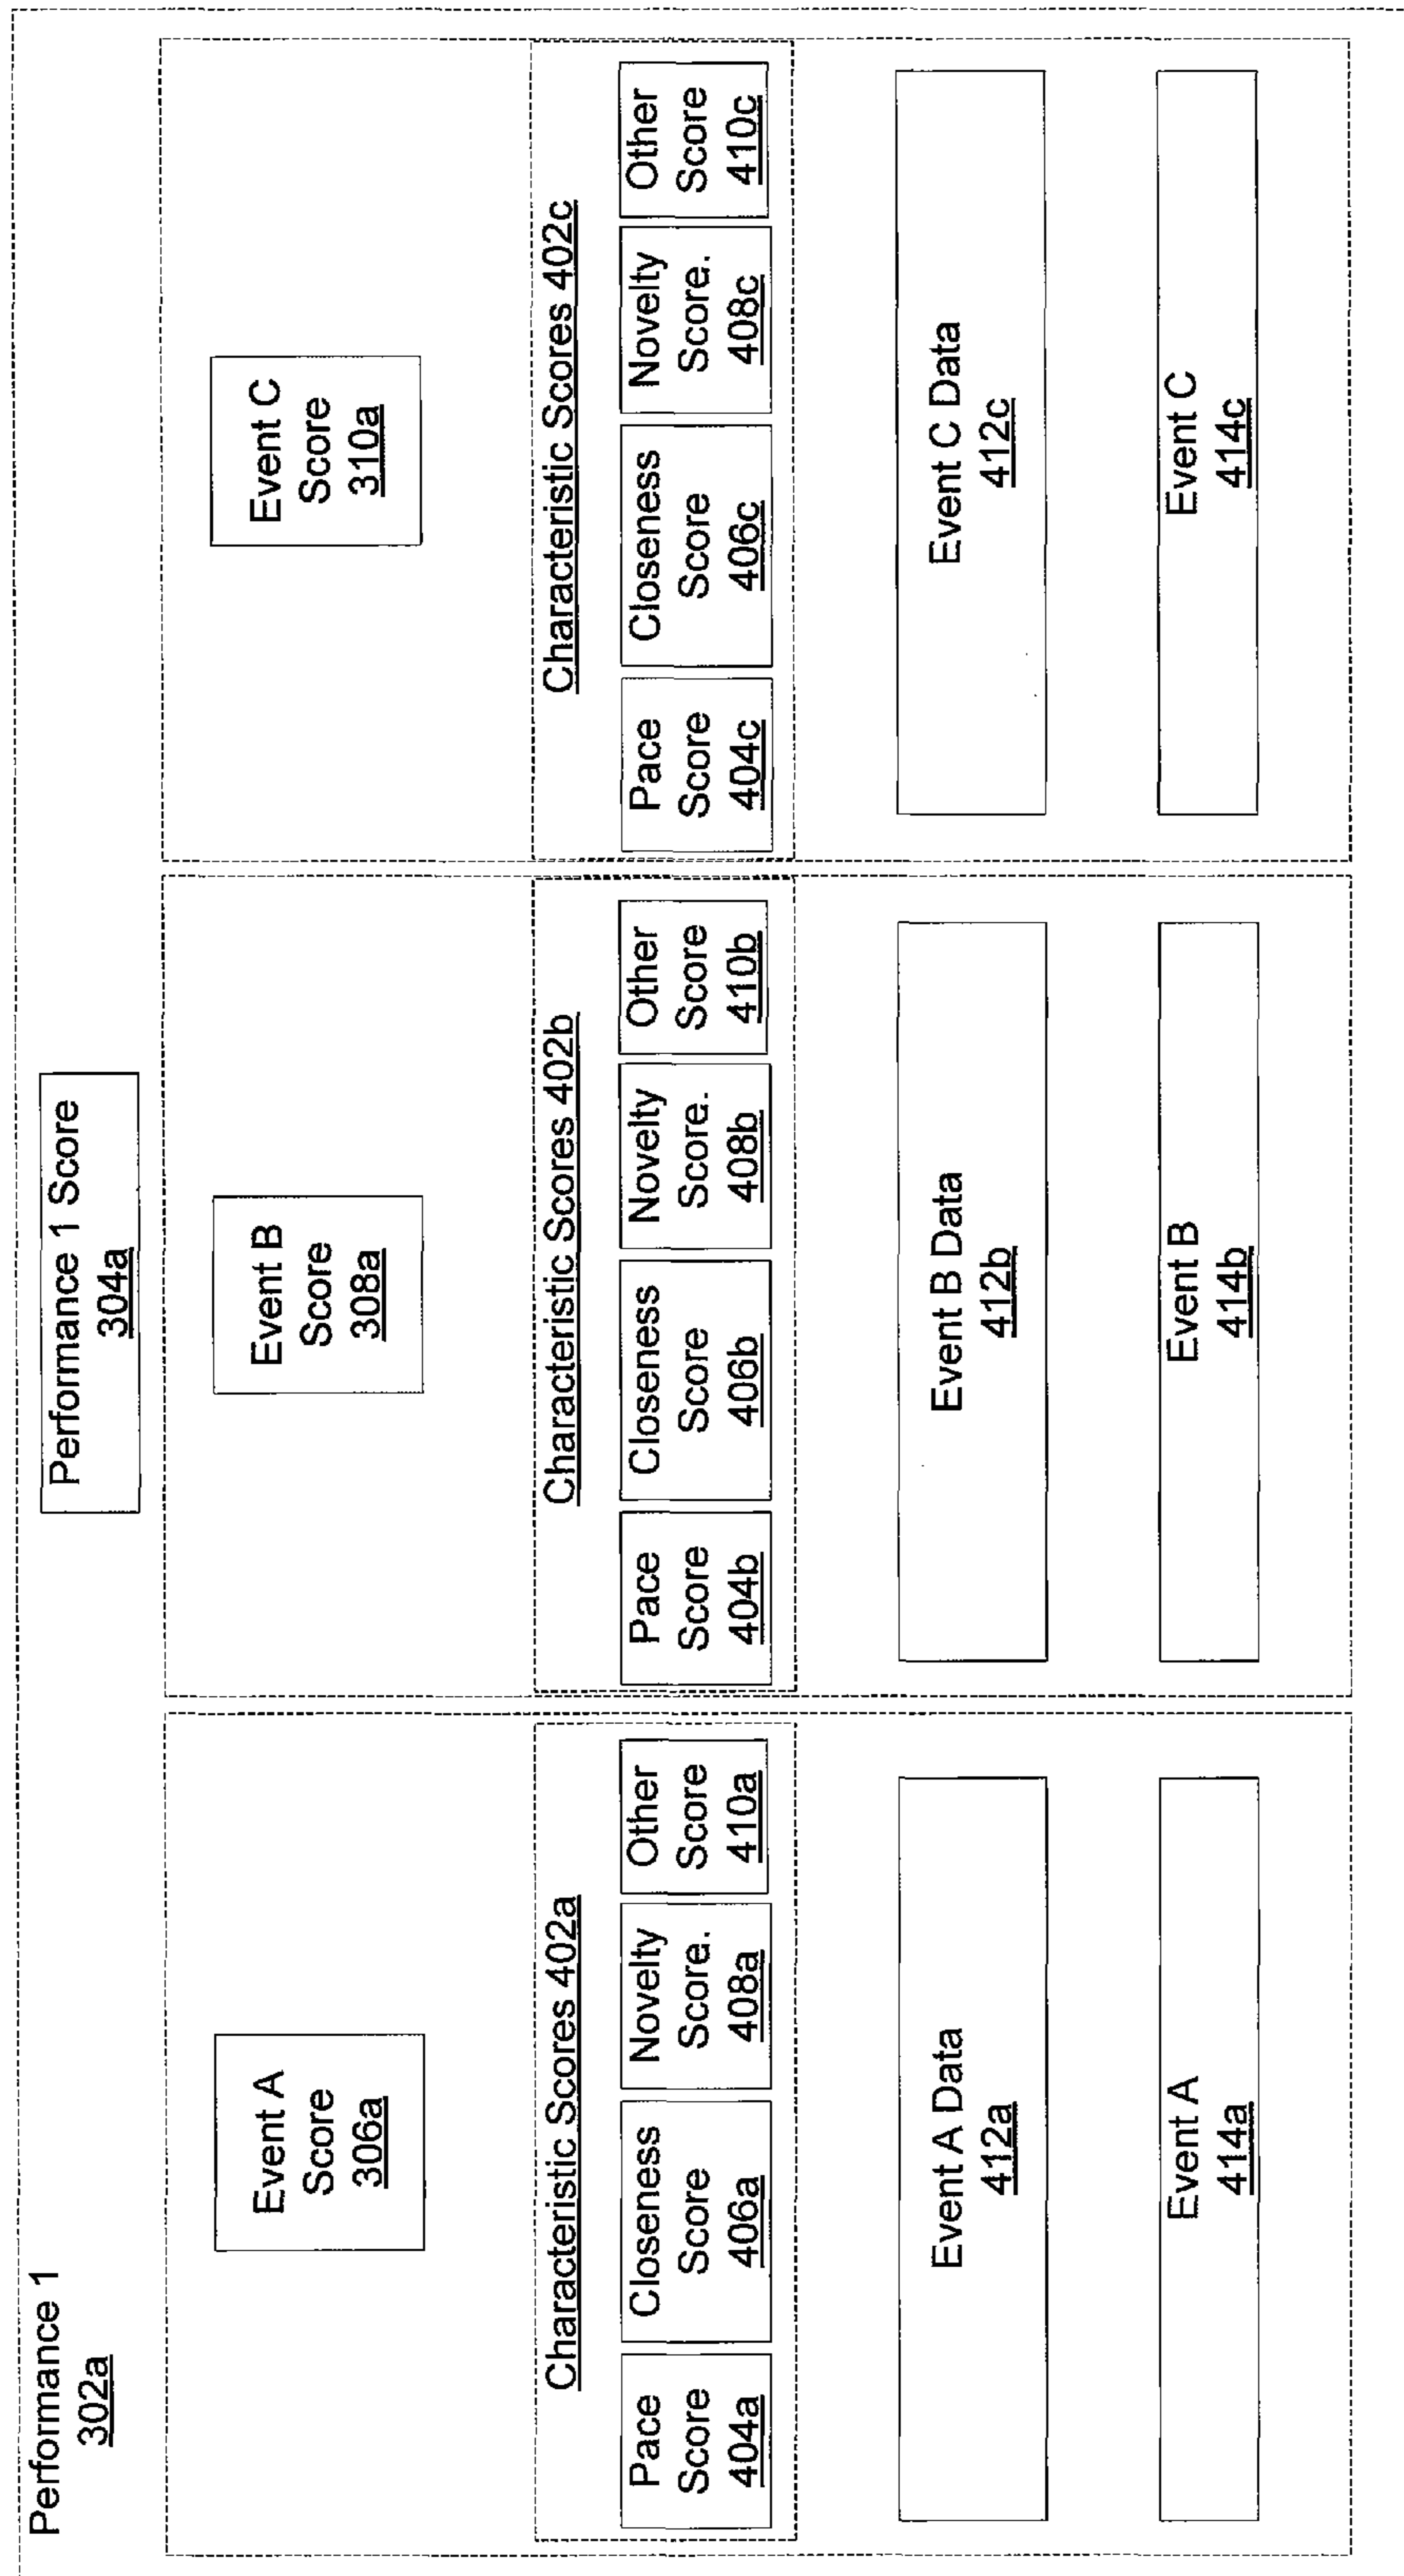 Performance 1
302a
Performance 1 Score
304a
Event A
Score
306a
Characteristic Scores 402a
Pace
Score
404a
Closeness
Score
406a
Novelty
Score.
408a
Other
Score
410a
Event A Data
412a
Event A
414a
Event B
Score
308a
Characteristic Scores 402b
Pace
Score
404b
Closeness
Score
406b
Novelty
Score.
408b
Other
Score
410b
Event B Data
412b
Event B
414b
Event C
Score
310a
Characteristic Scores 402c
Pace
Score
404c
Closeness
Score
406c
Novelty
Score.
408c
Other
Score
410c
Event C Data
412c
Event C
414c